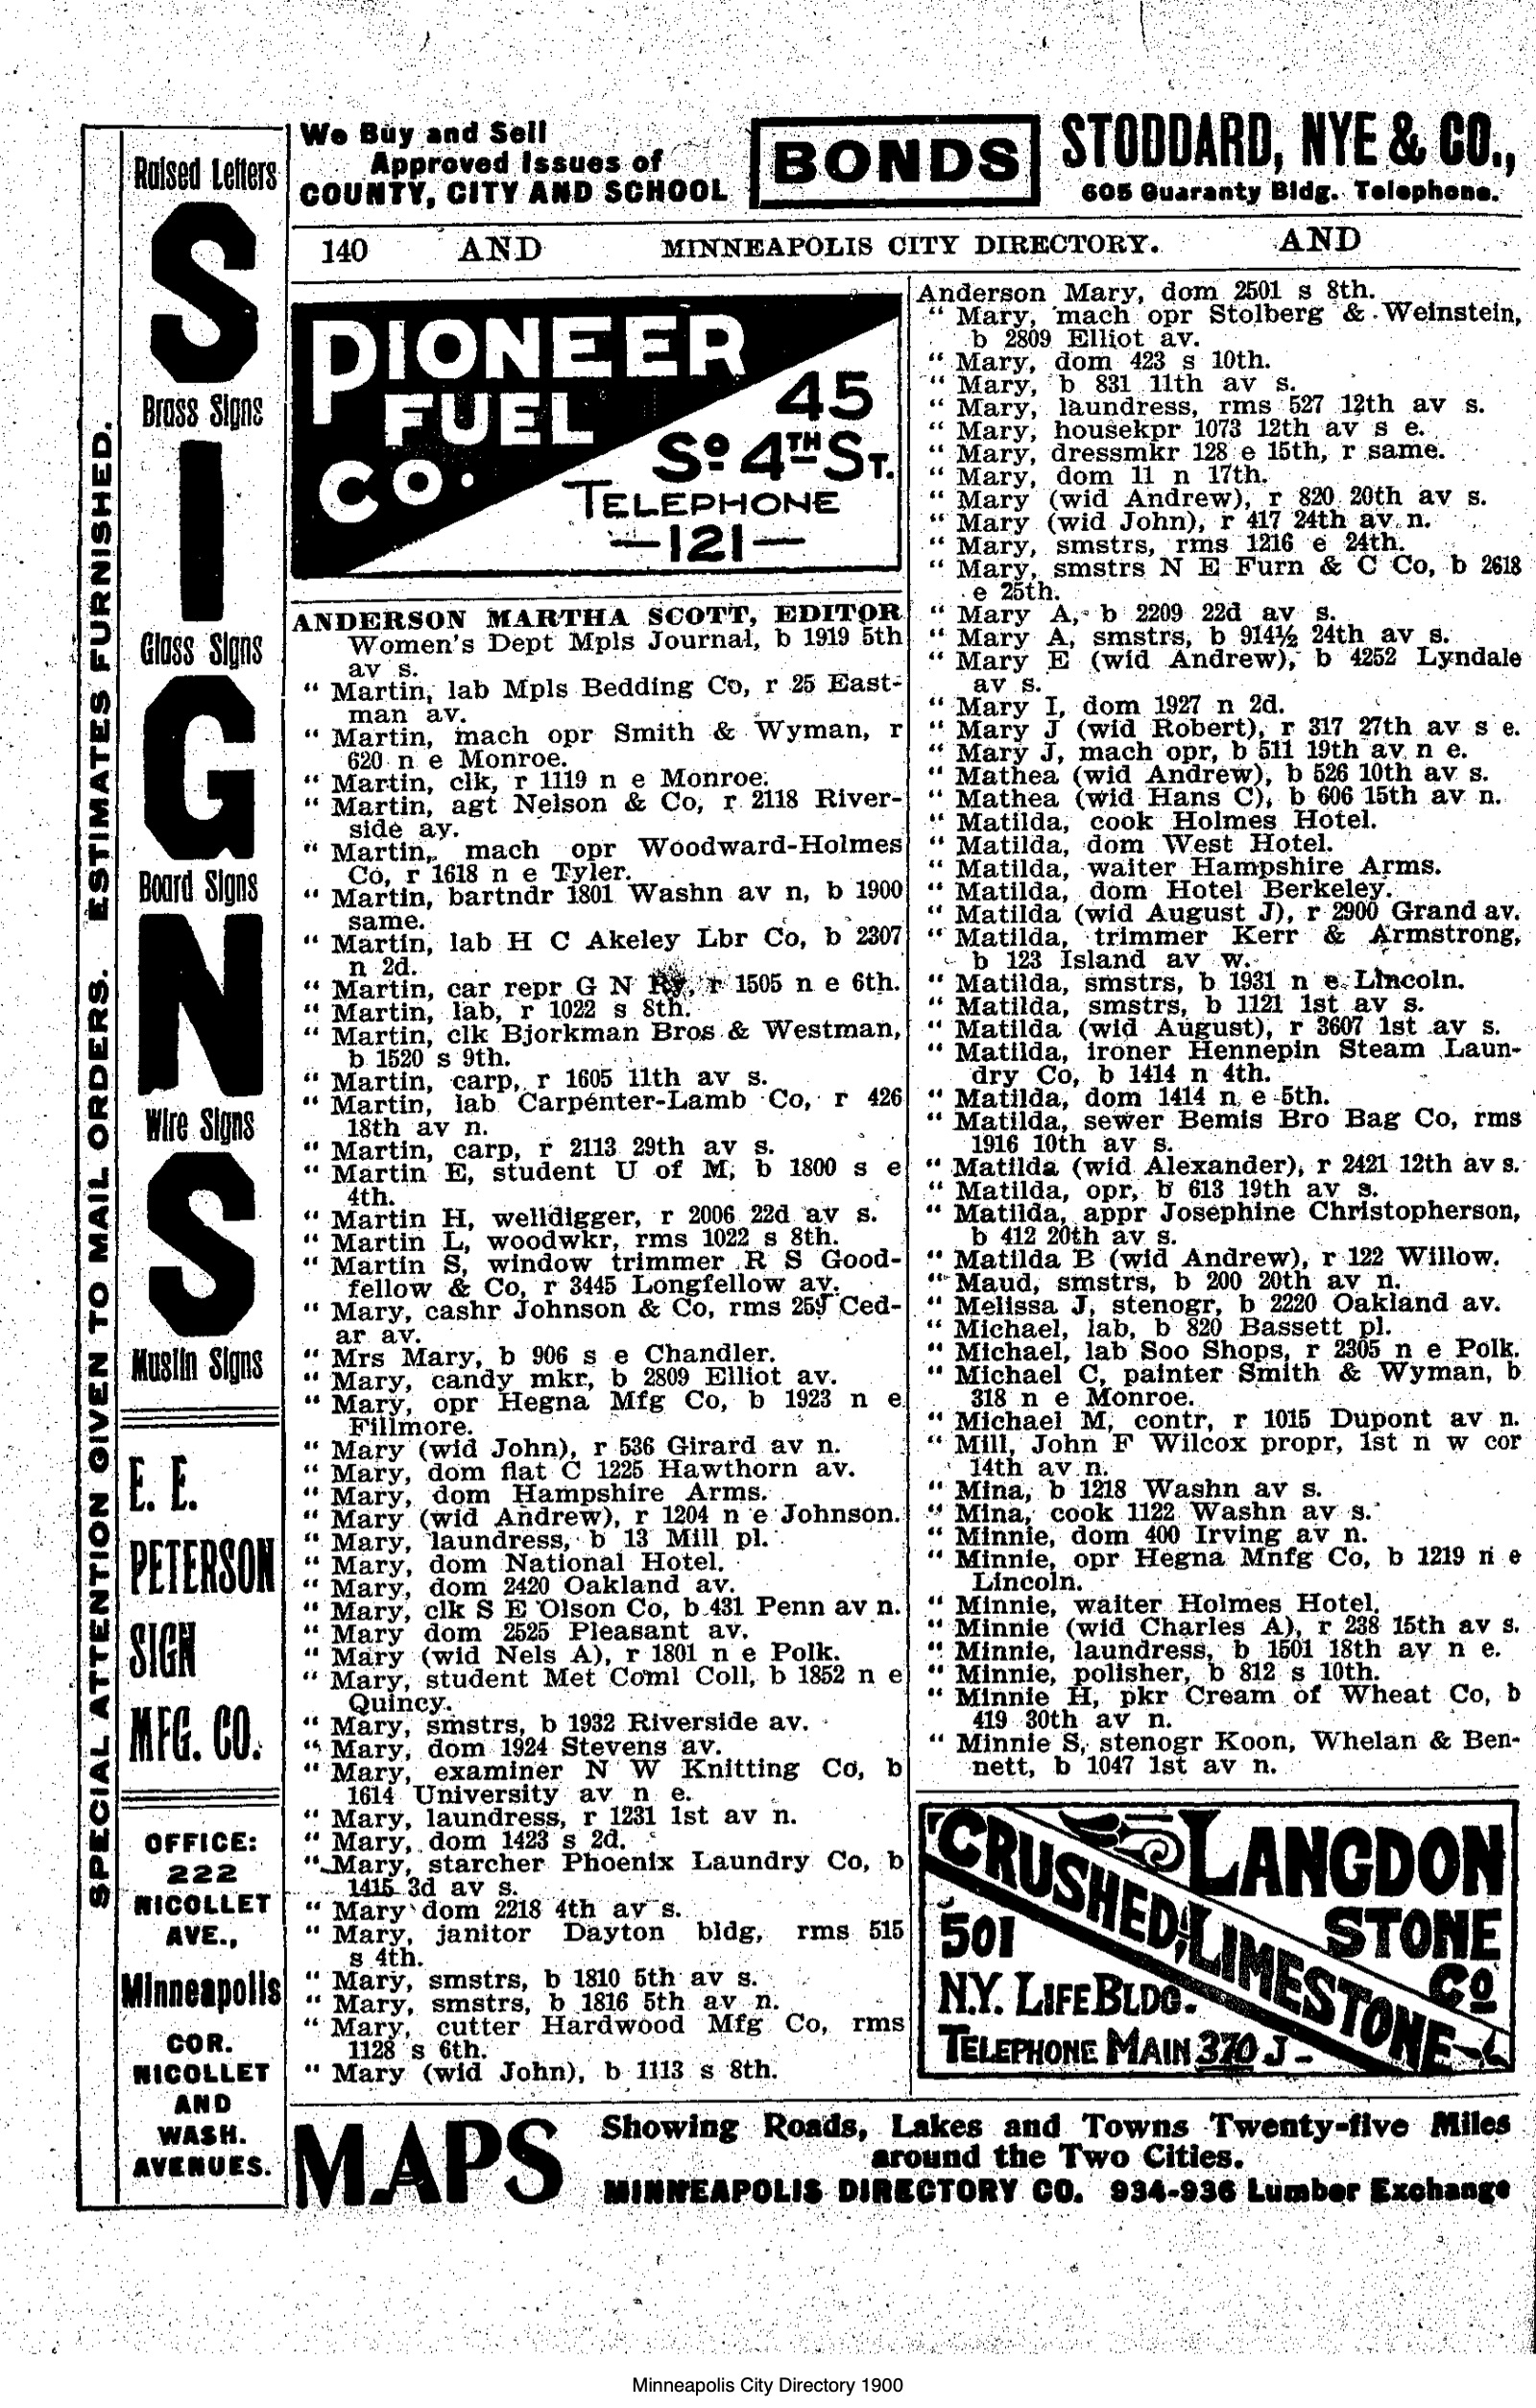 SPECIAL ATTENTION GIVEN TO MAIL ORDERS. ESTIMATES FURNISHED.
Raised Letters
S
Brass Signs
I
Glass Signs
G
Board Signs
N
Wire Signs
S
Muslin Signs
E. E.
PETERSON
SIGN
MFG. CO.
OFFICE:
222
NICOLLET
AVE.,
Minneapolis
COR.
NICOLLET
AND
WASH.
AVENUES.
We Buy and Sell
Approved Issues of
COUNTY, CITY AND SCHOOL
BONDS
STODDARD, NYE & CO.,
605 Guaranty Bldg. Telephone.
140 AND MINNEAPOLIS CITY DIRECTORY. AND
PIONEER
FUEL
CO.
45
So 4TH ST.
TELEPHONE
—121—
ANDERSON MARTHA SCOTT, EDITOR
Women's Dept Mpls Journal, b 1919 5th
av s.
" Martin, lab Mpls Bedding Co, r 25 East-
man av.
" Martin, mach opr Smith & Wyman, r
620 n e Monroe.
" Martin, clk, r 1119 n e Monroe.
" Martin, agt Nelson & Co, r 2118 River-
side av.
" Martin, mach opr Woodward-Holmes
Co, r 1618 n e Tyler.
" Martin, bartndr 1801 Washn av n, b 1900
same.
" Martin, lab H C Akeley Lbr Co, b 2307
n 2d.
" Martin, car repr G N Ry, r 1505 n e 6th.
" Martin, lab, r 1022 s 8th.
" Martin, clk Bjorkman Bros & Westman,
b 1520 s 9th.
" Martin, carp, r 1605 11th av s.
" Martin, lab Carpenter-Lamb Co, r 426
18th av n.
" Martin, carp, r 2113 29th av s.
" Martin E, student U of M, b 1800 s e
4th.
" Martin H, welldigger, r 2006 22d av s.
" Martin L, woodwkr, rms 1022 s 8th.
" Martin S, window trimmer R S Good-
fellow & Co, r 3445 Longfellow av.
" Mary, cashr Johnson & Co, rms 259 Ced-
ar av.
" Mrs Mary, b 906 s e Chandler.
" Mary, candy mkr, b 2809 Elliot av.
" Mary, opr Hegna Mfg Co, b 1923 n e
Fillmore.
" Mary (wid John), r 536 Girard av n.
" Mary, dom flat C 1225 Hawthorn av.
" Mary, dom Hampshire Arms.
" Mary (wid Andrew), r 1204 n e Johnson.
" Mary, laundress, b 13 Mill pl.
" Mary, dom National Hotel.
" Mary, dom 2420 Oakland av.
" Mary, clk S E Olson Co, b 431 Penn av n.
" Mary dom 2525 Pleasant av.
" Mary (wid Nels A), r 1801 n e Polk.
" Mary, student Met Coml Coll, b 1852 n e
Quincy.
" Mary, smstrs, b 1932 Riverside av.
" Mary, dom 1924 Stevens av.
" Mary, examiner N W Knitting Co, b
1614 University av n e.
" Mary, laundress, r 1231 1st av n.
" Mary, dom 1423 s 2d.
" Mary, starcher Phoenix Laundry Co, b
1415 3d av s.
" Mary dom 2218 4th av s.
" Mary, janitor Dayton bldg, rms 515
s 4th.
" Mary, smstrs, b 1810 5th av s.
" Mary, smstrs, b 1816 5th av n.
" Mary, cutter Hardwood Mfg Co, rms
1128 s 6th.
" Mary (wid John), b 1113 s 8th.
Anderson Mary, dom 2501 s 8th.
" Mary, mach opr Stolberg & Weinstein,
b 2809 Elliot av.
" Mary, dom 423 s 10th.
" Mary, b 831 11th av s.
" Mary, laundress, rms 527 12th av s.
" Mary, housekpr 1073 12th av s e.
" Mary, dressmkr 128 e 15th, r same.
" Mary, dom 11 n 17th.
" Mary (wid Andrew), r 820 20th av s.
" Mary (wid John), r 417 24th av n.
" Mary, smstrs, rms 1216 e 24th.
" Mary, smstrs N E Furn & C Co, b 2618
e 25th.
" Mary A, b 2209 22d av s.
" Mary A, smstrs, b 914½ 24th av s.
" Mary E (wid Andrew), b 4252 Lyndale
av s.
" Mary I, dom 1927 n 2d.
" Mary J (wid Robert), r 317 27th av s e.
" Mary J, mach opr, b 511 19th av n e.
" Mathea (wid Andrew), b 526 10th av s.
" Mathea (wid Hans C), b 606 15th av n.
" Matilda, cook Holmes Hotel.
" Matilda, dom West Hotel.
" Matilda, waiter Hampshire Arms.
" Matilda, dom Hotel Berkeley.
" Matilda (wid August J), r 2900 Grand av.
" Matilda, trimmer Kerr & Armstrong,
b 123 Island av w.
" Matilda, smstrs, b 1931 n e Lincoln.
" Matilda, smstrs, b 1121 1st av s.
" Matilda (wid August), r 3607 1st av s.
" Matilda, ironer Hennepin Steam Laun-
dry Co, b 1414 n 4th.
" Matilda, dom 1414 n e 5th.
" Matilda, sewer Bemis Bro Bag Co, rms
1916 10th av s.
" Matilda (wid Alexander), r 2421 12th av s.
" Matilda, opr, b 613 19th av s.
" Matilda, appr Josephine Christopherson,
b 412 20th av s.
" Matilda B (wid Andrew), r 122 Willow.
" Maud, smstrs, b 200 20th av n.
" Melissa J, stenogr, b 2220 Oakland av.
" Michael, lab, b 820 Bassett pl.
" Michael, lab Soo Shops, r 2305 n e Polk.
" Michael C, painter Smith & Wyman, b
318 n e Monroe.
" Michael M, contr, r 1015 Dupont av n.
" Mill, John F Wilcox propr, 1st n w cor
14th av n.
" Mina, b 1218 Washn av s.
" Mina, cook 1122 Washn av s.
" Minnie, dom 400 Irving av n.
" Minnie, opr Hegna Mnfg Co, b 1219 n e
Lincoln.
" Minnie, waiter Holmes Hotel.
" Minnie (wid Charles A), r 238 15th av s.
" Minnie, laundress, b 1501 18th av n e.
" Minnie, polisher, b 812 s 10th.
" Minnie H, pkr Cream of Wheat Co, b
419 30th av n.
" Minnie S, stenogr Koon, Whelan & Ben-
nett, b 1047 1st av n.
CRUSHED LIMESTONE
LANGDON
STONE
CO
501
N.Y. LIFE BLDG.
TELEPHONE MAIN 370 J
MAPS
Showing Roads, Lakes and Towns Twenty-five Miles
around the Two Cities.
MINNEAPOLIS DIRECTORY CO. 934-936 Lumber Exchange
Minneapolis City Directory 1900